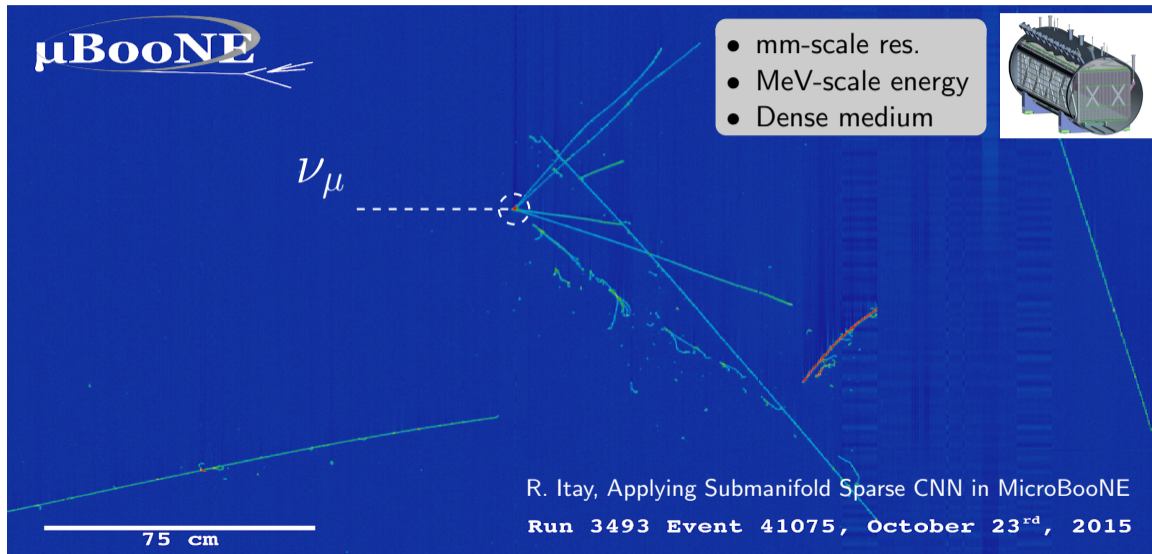 µBooNE
• mm-scale res.
• MeV-scale energy
• Dense medium
νμ
R. Itay, Applying Submanifold Sparse CNN in MicroBooNE
Run 3493 Event 41075, October 23rd, 2015
75 cm